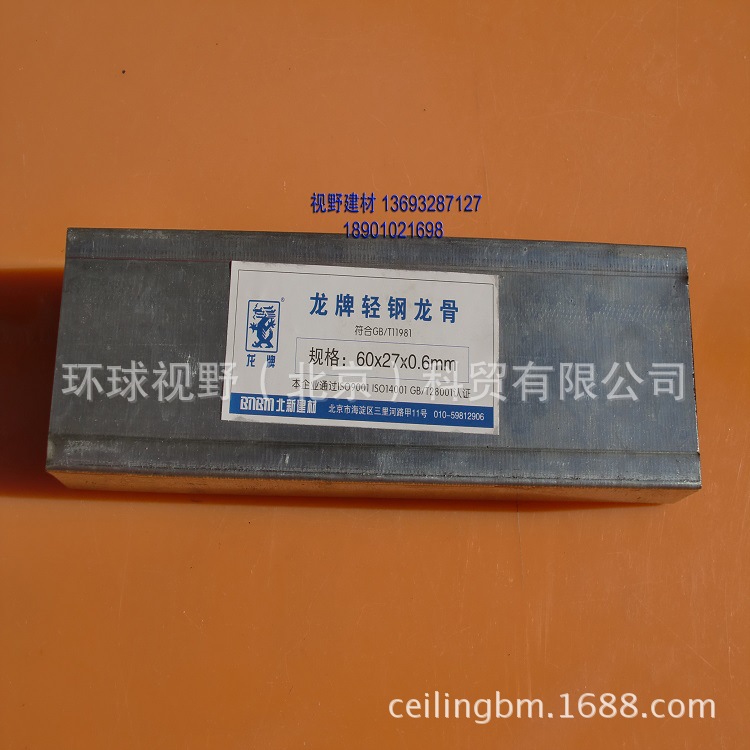 视野建材 13693287127
18901021698
龙牌轻钢龙骨
符合GB/T11981
龙牌
规格：60x27x0.6mm
环球视野（北京）科贸有限公司
本企业通过ISO9001 ISO14001 GB/T28001认证
BNBM北新建材 北京市海淀区三里河路甲11号 010-59812906
ceilingbm.1688.com